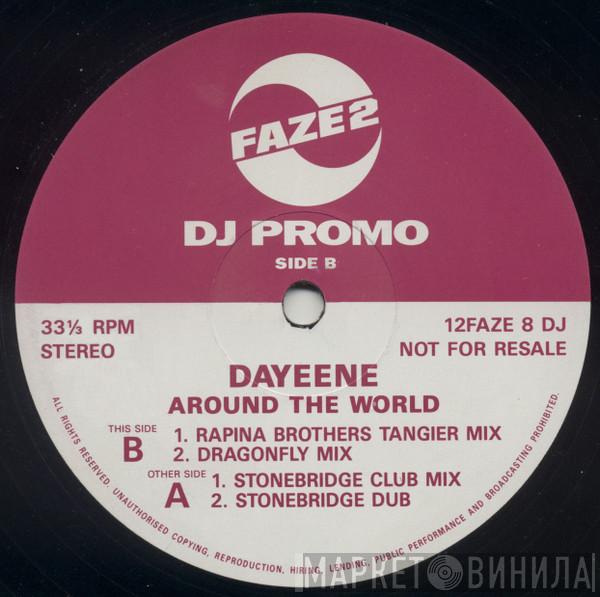 FAZE2
DJ PROMO
SIDE B
33⅓ RPM
STEREO
12FAZE 8 DJ
NOT FOR RESALE
DAYEENE
AROUND THE WORLD
THIS SIDE
B
1. RAPINA BROTHERS TANGIER MIX
2. DRAGONFLY MIX
OTHER SIDE
A
1. STONEBRIDGE CLUB MIX
2. STONEBRIDGE DUB
ALL RIGHTS RESERVED. UNAUTHORISED COPYING, REPRODUCTION, HIRING, LENDING, PUBLIC PERFORMANCE AND BROADCASTING PROHIBITED.
МАРКЕТ ВИНИЛА